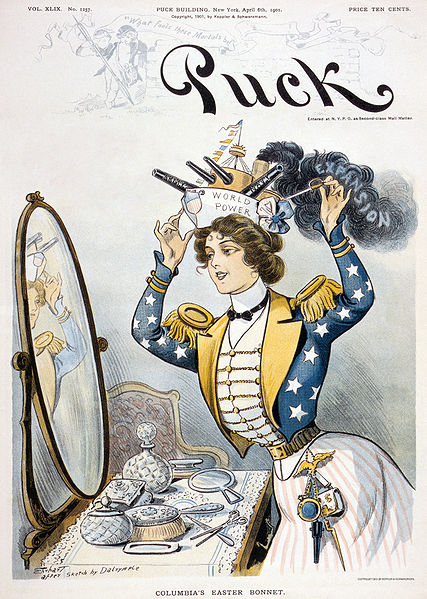 VOL. XLIX. No. 1257.
PUCK BUILDING, New York, April 6th, 1901.
PRICE TEN CENTS.
Copyright, 1901, by Keppler & Schwarzmann.
"What Fools these Mortals be!"
Puck
Entered at N.Y.P.O. as Second-class Mail Matter.
WORLD
POWER
EXPANSION
Ehrhart
after sketch by Dalrymple
COLUMBIA'S EASTER BONNET.